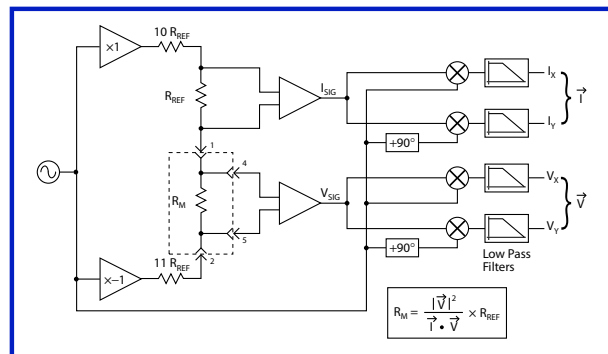 ×1
10 R_REF
R_REF
I_SIG
I_X
I_Y
I
+90°
1
4
R_M
V_SIG
5
2
V_X
V_Y
V
+90°
Low Pass
Filters
×−1
11 R_REF
R_M = |V|² / I • V × R_REF